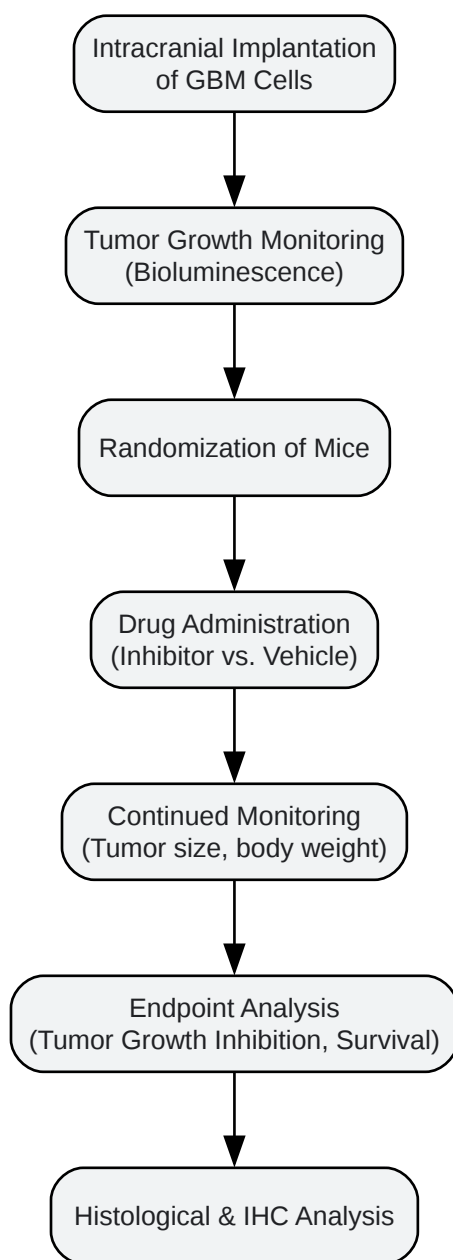 Intracranial Implantation
of GBM Cells
Tumor Growth Monitoring
(Bioluminescence)
Randomization of Mice
Drug Administration
(Inhibitor vs. Vehicle)
Continued Monitoring
(Tumor size, body weight)
Endpoint Analysis
(Tumor Growth Inhibition, Survival)
Histological & IHC Analysis